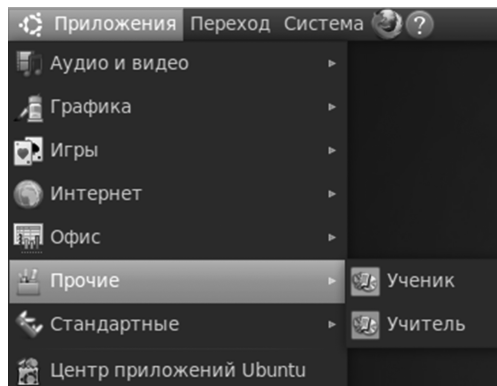 Приложения Переход Система ?
Аудио и видео
Графика
Игры
Интернет
Офис
Прочие
Ученик
Стандартные
Учитель
Центр приложений Ubuntu